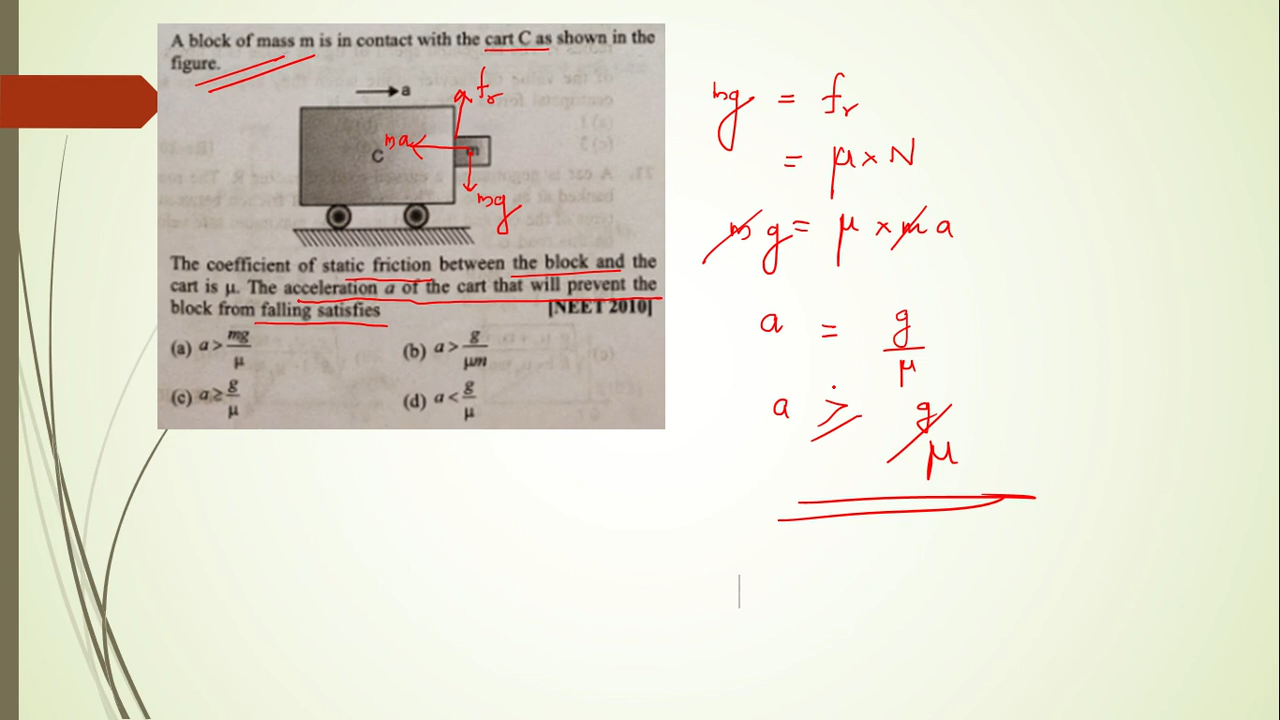 A block of mass m is in contact with the cart C as shown in the
figure.
a
fr
ma
C
m
mg
The coefficient of static friction between the block and the
cart is μ. The acceleration a of the cart that will prevent the
block from falling satisfies [NEET 2010]
(a) a > mg/μ
(b) a > g/μm
(c) a ≥ g/μ
(d) a < g/μ
mg = fr
= μ × N
mg = μ × ma
a = g/μ
a ≥ g/μ